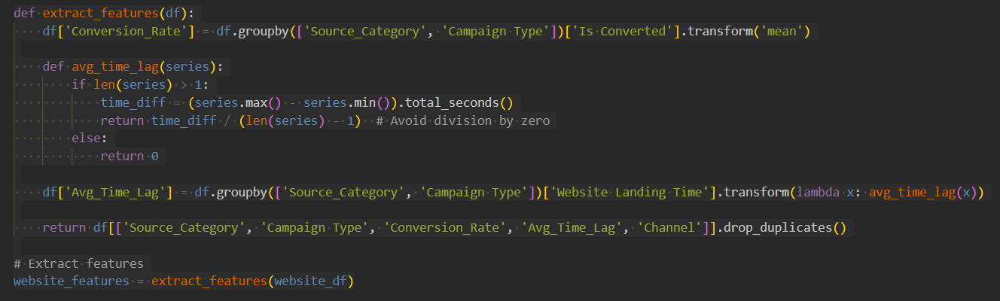 def extract_features(df):
    df['Conversion_Rate'] = df.groupby(['Source_Category', 'Campaign Type'])['Is Converted'].transform('mean')
    def avg_time_lag(series):
        if len(series) > 1:
            time_diff = (series.max() - series.min()).total_seconds()
            return time_diff / (len(series) - 1)  # Avoid division by zero
        else:
            return 0
    df['Avg_Time_Lag'] = df.groupby(['Source_Category', 'Campaign Type'])['Website Landing Time'].transform(lambda x: avg_time_lag(x))
    return df[['Source_Category', 'Campaign Type', 'Conversion_Rate', 'Avg_Time_Lag', 'Channel']].drop_duplicates()
# Extract features
website_features = extract_features(website_df)